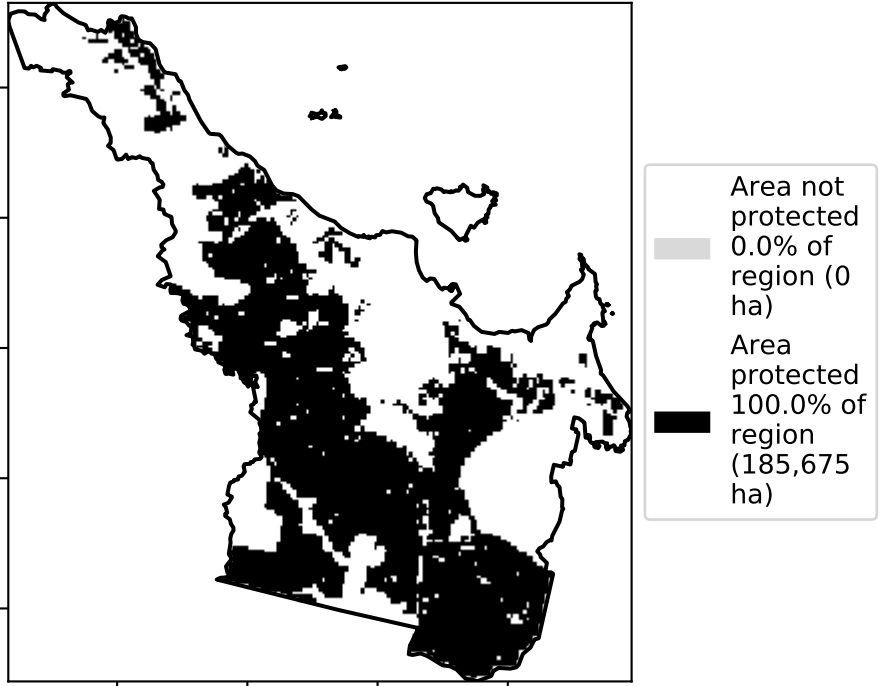 Area not
protected
0.0% of
region (0
ha)
Area
protected
100.0% of
region
(185,675
ha)